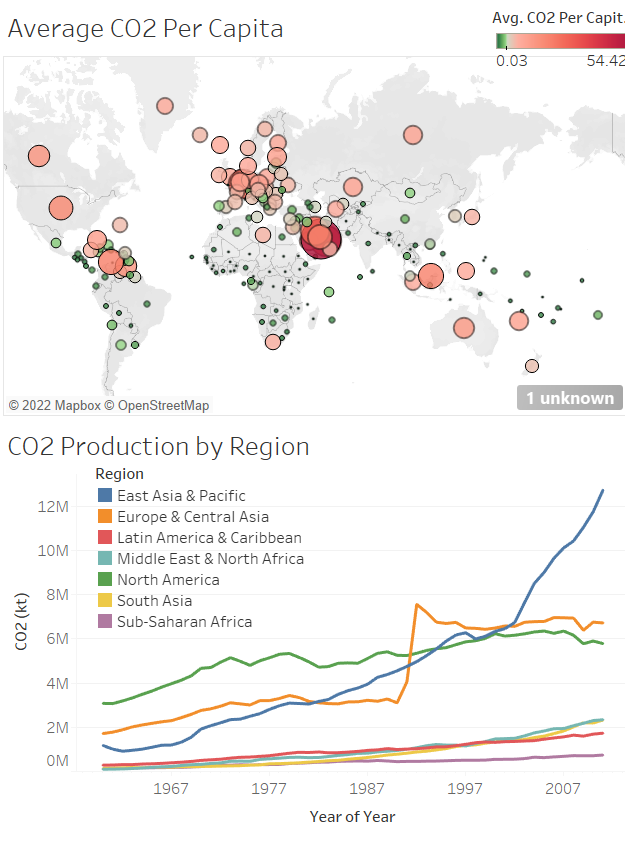 Average CO2 Per Capita
Avg. CO2 Per Capit
0.03 54.42
© 2022 Mapbox © OpenStreetMap
1 unknown
CO2 Production by Region
Region
East Asia & Pacific
Europe & Central Asia
Latin America & Caribbean
Middle East & North Africa
North America
South Asia
Sub-Saharan Africa
12M
10M
8M
6M
4M
2M
0M
CO2 (kt)
1967 1977 1987 1997 2007
Year of Year